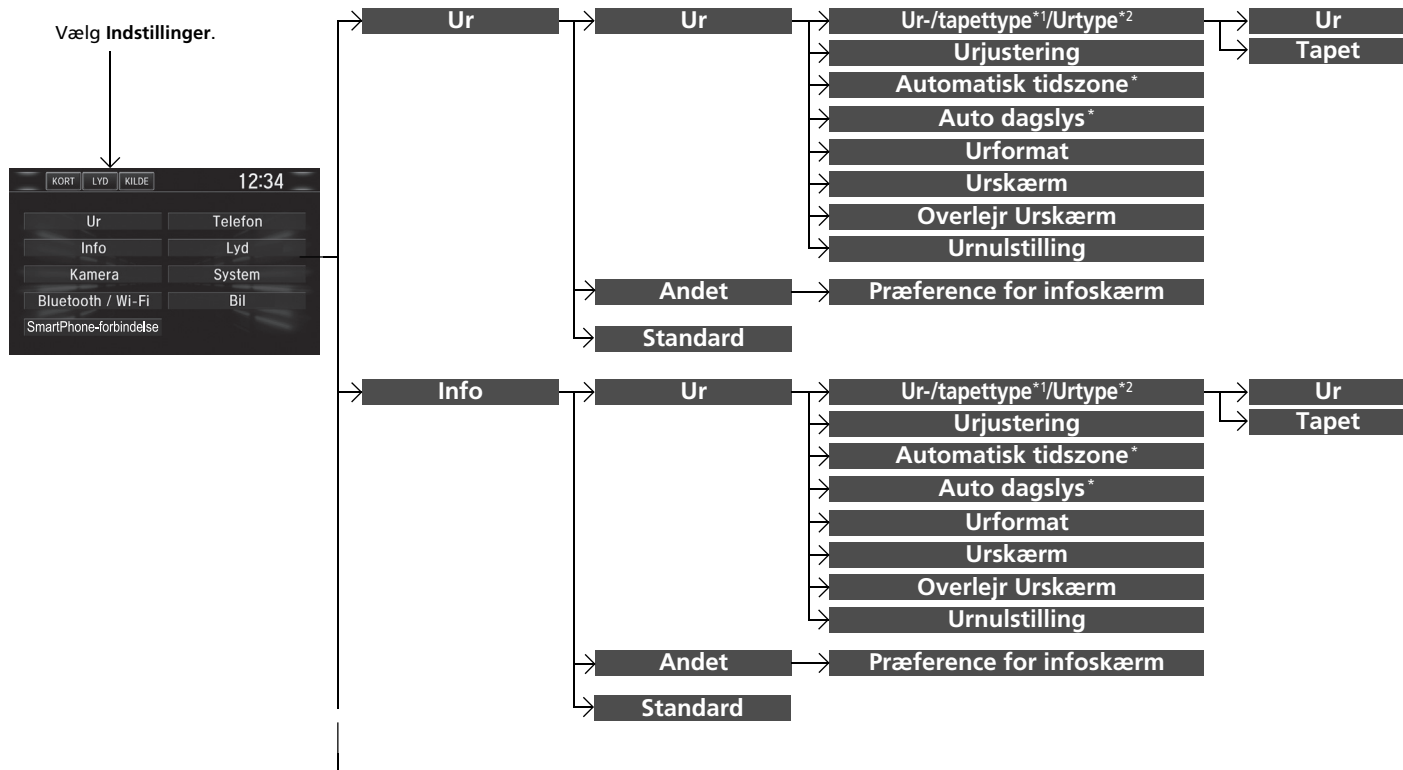 Vælg Indstillinger.
KORT LYD KILDE 12:34
Ur Telefon
Info Lyd
Kamera System
Bluetooth / Wi-Fi Bil
SmartPhone-forbindelse
Ur
Ur
Ur-/tapettype*1/Urtype*2
Ur
Tapet
Urjustering
Automatisk tidszone*
Auto dagslys*
Urformat
Urskærm
Overlejr Urskærm
Urnulstilling
Andet
Præference for infoskærm
Standard
Info
Ur
Ur-/tapettype*1/Urtype*2
Ur
Tapet
Urjustering
Automatisk tidszone*
Auto dagslys*
Urformat
Urskærm
Overlejr Urskærm
Urnulstilling
Andet
Præference for infoskærm
Standard